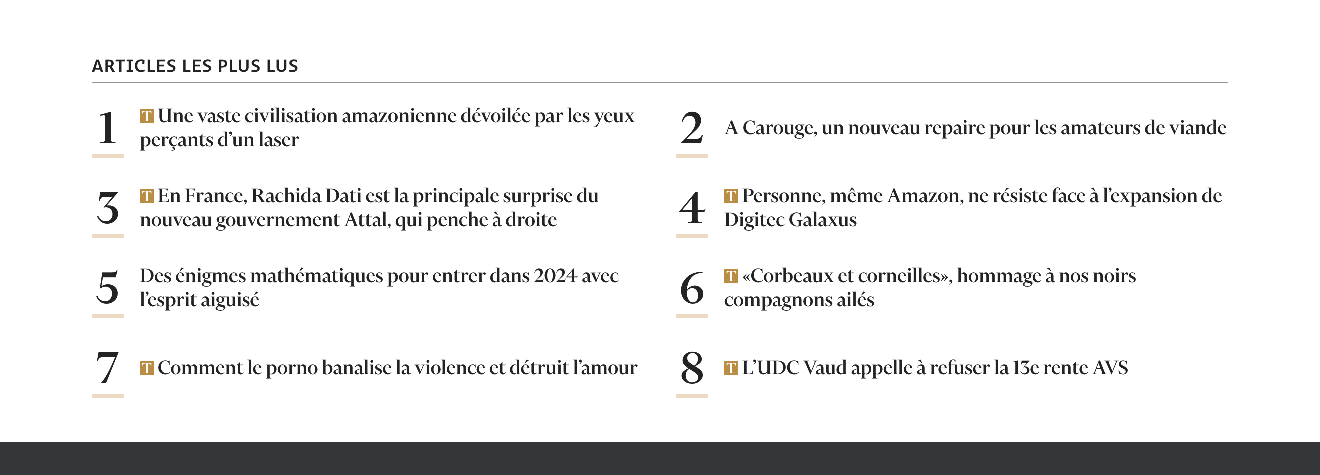 ARTICLES LES PLUS LUS
1
T Une vaste civilisation amazonienne dévoilée par les yeux
perçants d'un laser
2
A Carouge, un nouveau repaire pour les amateurs de viande
3
T En France, Rachida Dati est la principale surprise du
nouveau gouvernement Attal, qui penche à droite
4
T Personne, même Amazon, ne résiste face à l'expansion de
Digitec Galaxus
5
Des énigmes mathématiques pour entrer dans 2024 avec
l'esprit aiguisé
6
T «Corbeaux et corneilles», hommage à nos noirs
compagnons ailés
7
T Comment le porno banalise la violence et détruit l'amour
8
T L'UDC Vaud appelle à refuser la 13e rente AVS